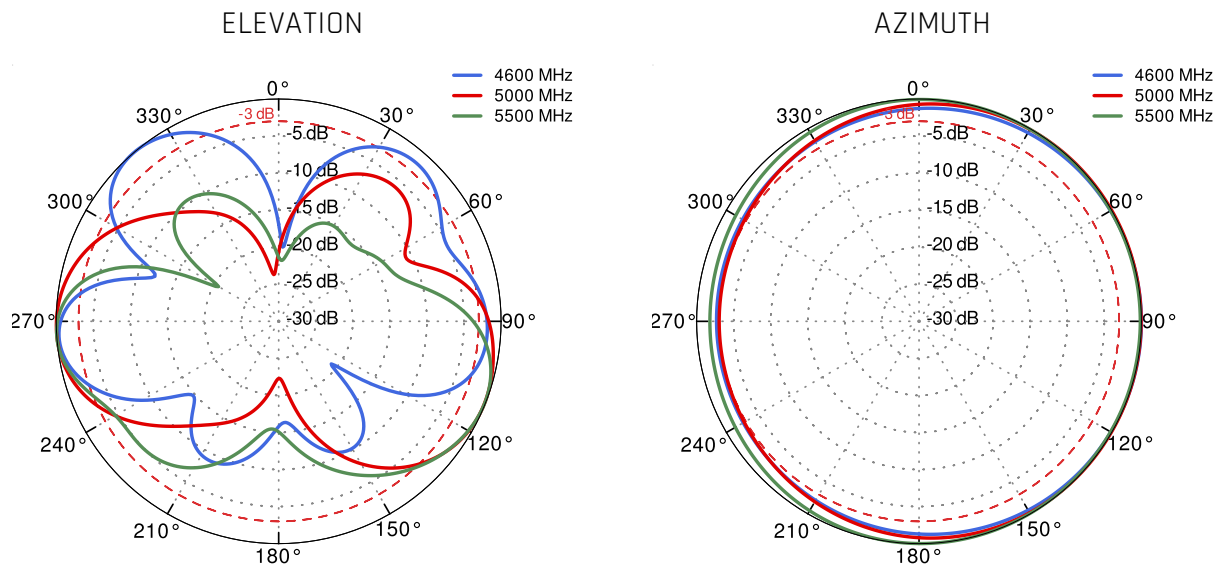 ELEVATION
4600 MHz
5000 MHz
5500 MHz
0°
30°
60°
90°
120°
150°
180°
210°
240°
270°
300°
330°
-3 dB
-5 dB
-10 dB
-15 dB
-20 dB
-25 dB
-30 dB
AZIMUTH
4600 MHz
5000 MHz
5500 MHz
0°
30°
60°
90°
120°
150°
180°
210°
240°
270°
300°
330°
-3 dB
-5 dB
-10 dB
-15 dB
-20 dB
-25 dB
-30 dB